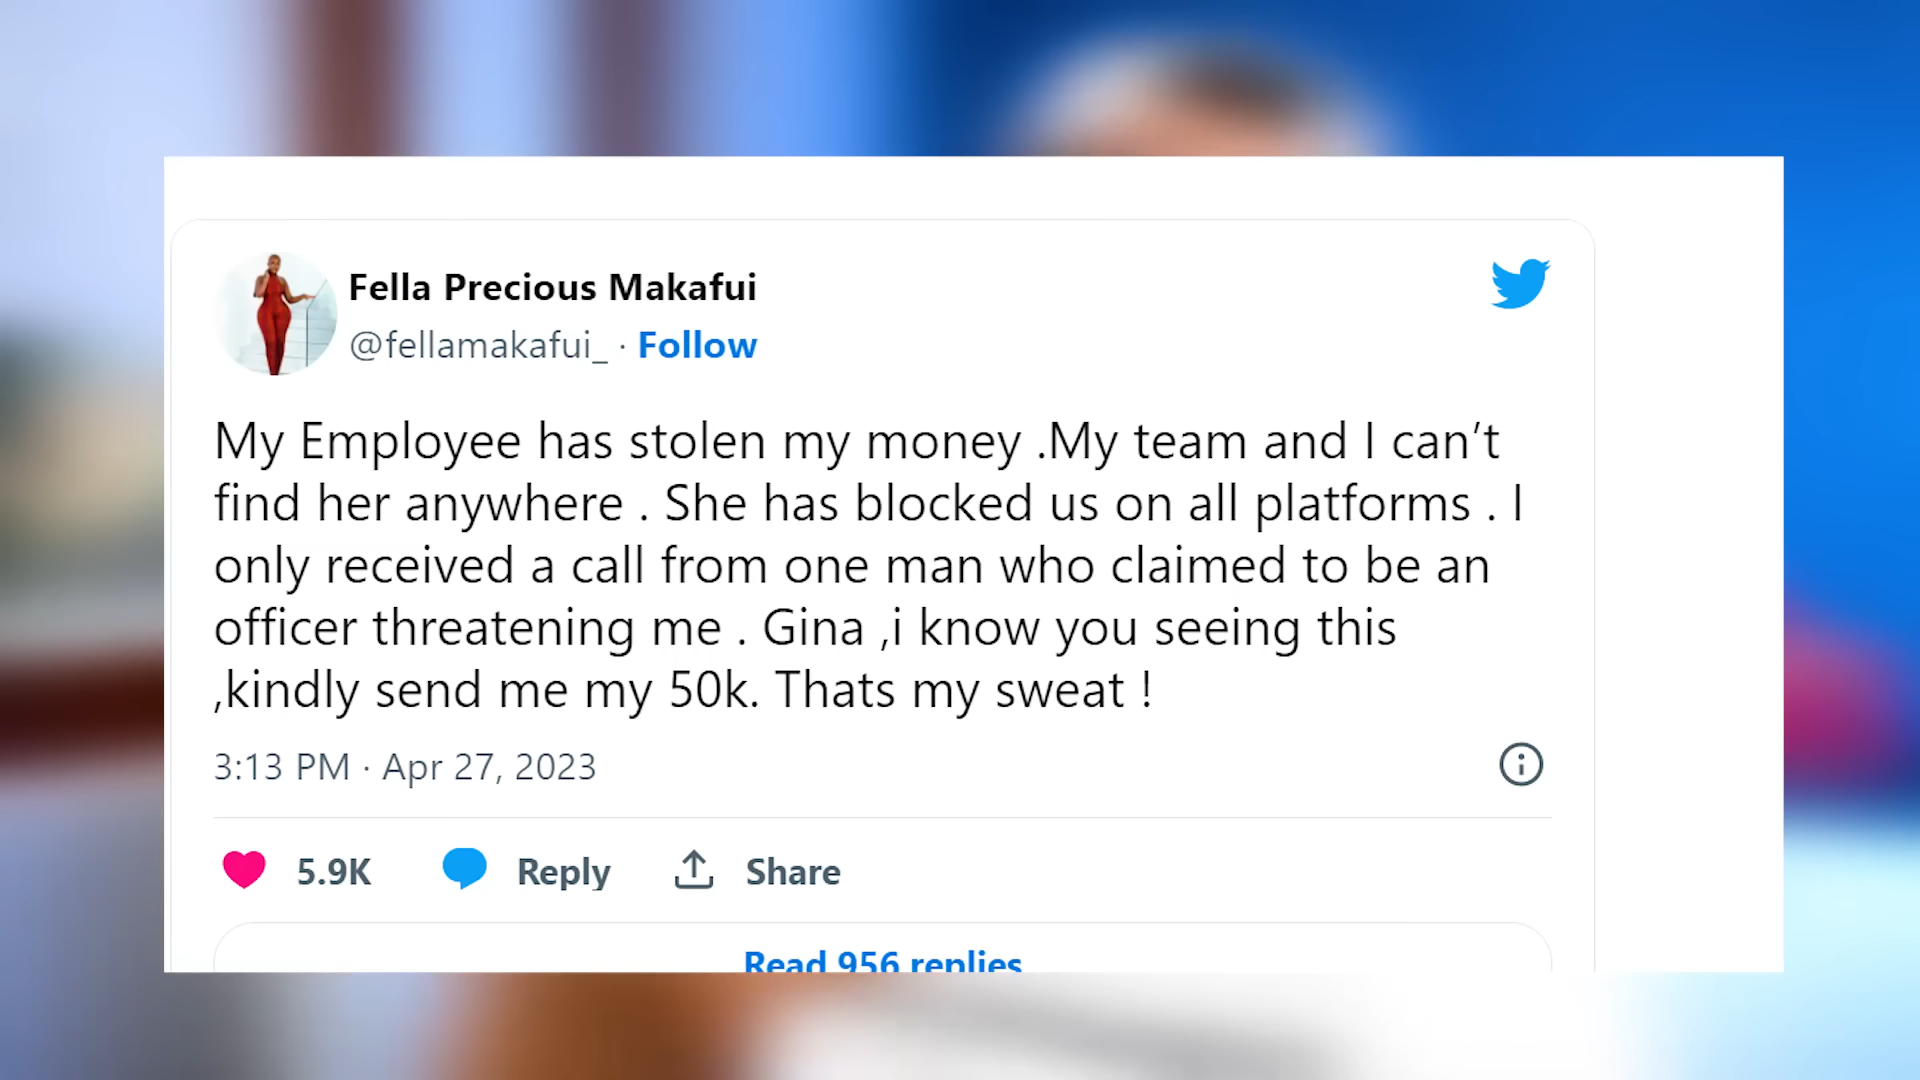 Fella Precious Makafui
@fellamakafui_ · Follow
My Employee has stolen my money .My team and I can’t
find her anywhere . She has blocked us on all platforms . I
only received a call from one man who claimed to be an
officer threatening me . Gina ,i know you seeing this
,kindly send me my 50k. Thats my sweat !
3:13 PM · Apr 27, 2023
5.9K Reply Share
Read 956 replies